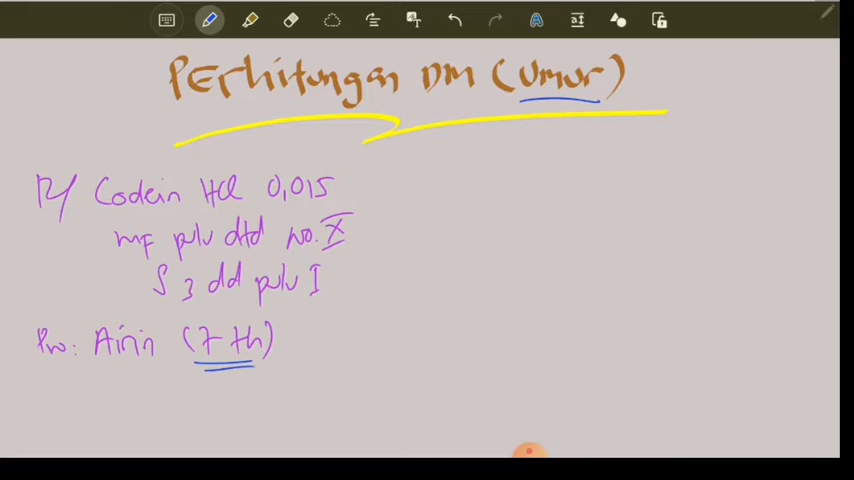 PErhitungan DM (Umur)
R/ Codein HCl 0,015
mf pulv dtd no. X
S 3 dd pulv I
Pro: Airin (7 th)